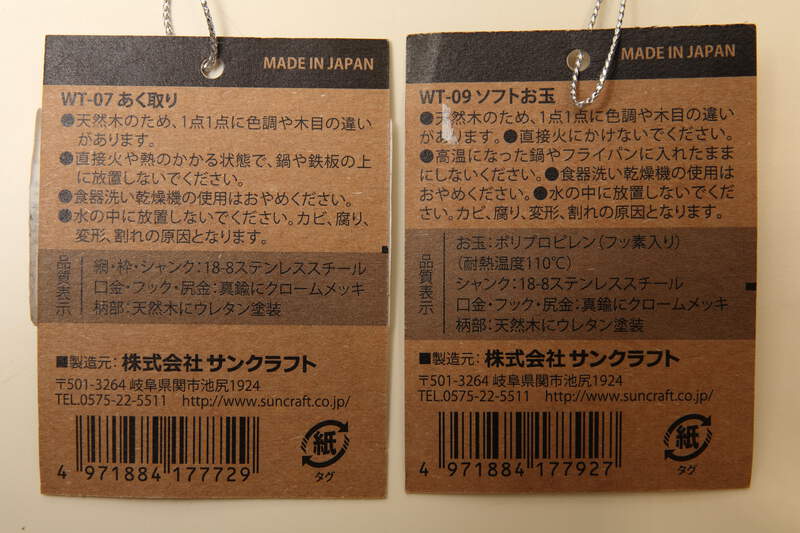 MADE IN JAPAN
WT-07 あく取り
●天然木のため、1点1点に色調や木目の違い
があります。
●直接火や熱のかかる状態で、鍋や鉄板の上
に放置しないでください。
●食器洗い乾燥機の使用はおやめください。
●水の中に放置しないでください。カビ、腐り、
変形、割れの原因となります。
品質表示
網・枠・シャンク:18-8ステンレススチール
口金・フック・尻金:真鍮にクロームメッキ
柄部:天然木にウレタン塗装
■製造元:株式会社 サンクラフト
〒501-3264 岐阜県関市池尻1924
TEL.0575-22-5511 http://www.suncraft.co.jp/
4 971884 177729
紙
タグ
MADE IN JAPAN
WT-09 ソフトお玉
●天然木のため、1点1点に色調や木目の違い
があります。●直接火にかけないでください。
●高温になった鍋やフライパンに入れたまま
にしないでください。●食器洗い乾燥機の使用は
おやめください。●水の中に放置しないでくだ
さい。カビ、腐り、変形、割れの原因となります。
品質表示
お玉:ポリプロピレン(フッ素入り)
(耐熱温度110℃)
シャンク:18-8ステンレススチール
口金・フック・尻金:真鍮にクロームメッキ
柄部:天然木にウレタン塗装
■製造元:株式会社 サンクラフト
〒501-3264 岐阜県関市池尻1924
TEL.0575-22-5511 http://www.suncraft.co.jp/
4 971884 177927
紙
タグ